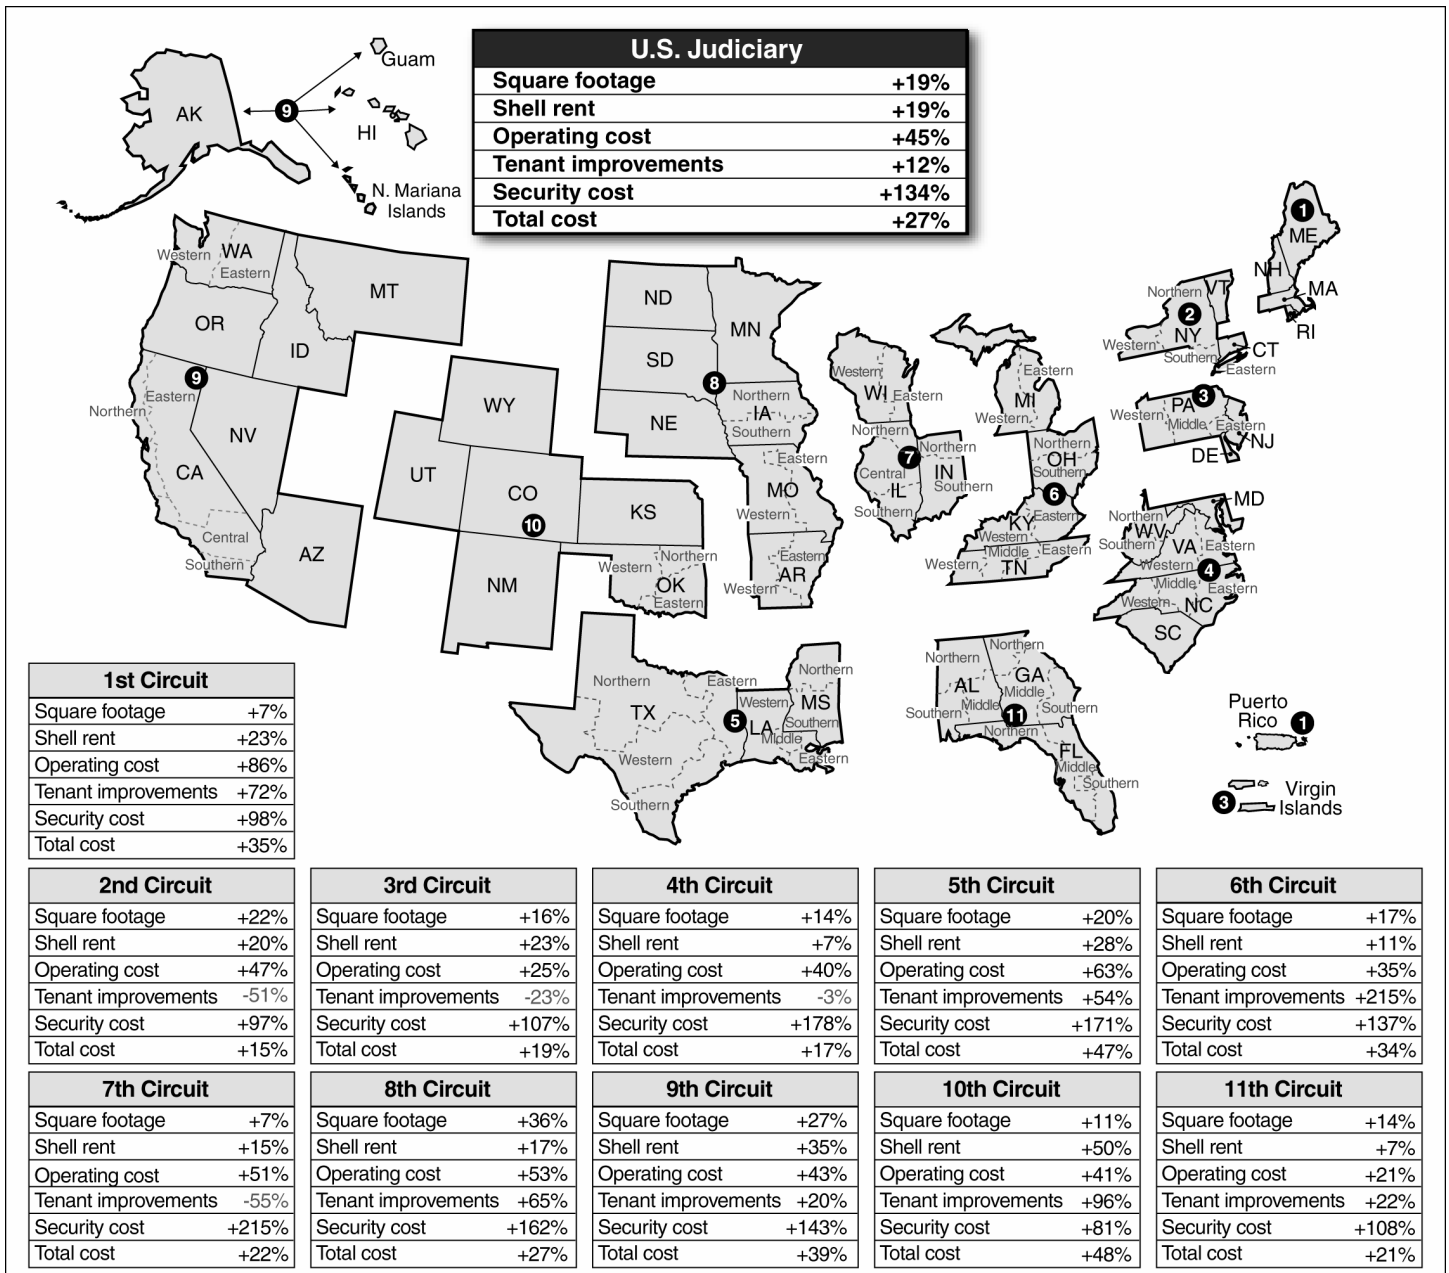 U.S. Judiciary
Square footage +19%
Shell rent +19%
Operating cost +45%
Tenant improvements +12%
Security cost +134%
Total cost +27%
Guam
AK
9
HI
N. Mariana
Islands
1
ME
NH
MA
RI
Western
WA
Eastern
MT
OR
ID
9
Eastern
Northern
NV
CA
Central
Southern
AZ
WY
UT
CO
10
KS
NM
Western
Northern
OK
Eastern
ND
MN
SD
8
NE
Northern
IA
Southern
Eastern
MO
Western
Eastern
AR
Western
Western
WI
Eastern
Northern
7
Central
IL
Southern
Northern
IN
Southern
Eastern
MI
Western
Northern
OH
Southern
6
KY
Eastern
Western
Middle
Eastern
Western
TN
Northern
VT
2
NY
Western
Southern
CT
Eastern
3
PA
Western
Middle
Eastern
NJ
DE
MD
Northern
WV
Southern
VA
Eastern
Western
4
Middle
Eastern
Western
NC
SC
Northern
Eastern
TX
Western
Southern
5
Western
LA
Middle
Eastern
Northern
MS
Southern
Northern
Northern
GA
AL
Middle
Middle
Southern
Southern
11
Northern
FL
Middle
Southern
Puerto
Rico
1
Virgin
Islands
3
1st Circuit
Square footage +7%
Shell rent +23%
Operating cost +86%
Tenant improvements +72%
Security cost +98%
Total cost +35%
2nd Circuit
Square footage +22%
Shell rent +20%
Operating cost +47%
Tenant improvements -51%
Security cost +97%
Total cost +15%
3rd Circuit
Square footage +16%
Shell rent +23%
Operating cost +25%
Tenant improvements -23%
Security cost +107%
Total cost +19%
4th Circuit
Square footage +14%
Shell rent +7%
Operating cost +40%
Tenant improvements -3%
Security cost +178%
Total cost +17%
5th Circuit
Square footage +20%
Shell rent +28%
Operating cost +63%
Tenant improvements +54%
Security cost +171%
Total cost +47%
6th Circuit
Square footage +17%
Shell rent +11%
Operating cost +35%
Tenant improvements +215%
Security cost +137%
Total cost +34%
7th Circuit
Square footage +7%
Shell rent +15%
Operating cost +51%
Tenant improvements -55%
Security cost +215%
Total cost +22%
8th Circuit
Square footage +36%
Shell rent +17%
Operating cost +53%
Tenant improvements +65%
Security cost +162%
Total cost +27%
9th Circuit
Square footage +27%
Shell rent +35%
Operating cost +43%
Tenant improvements +20%
Security cost +143%
Total cost +39%
10th Circuit
Square footage +11%
Shell rent +50%
Operating cost +41%
Tenant improvements +96%
Security cost +81%
Total cost +48%
11th Circuit
Square footage +14%
Shell rent +7%
Operating cost +21%
Tenant improvements +22%
Security cost +108%
Total cost +21%